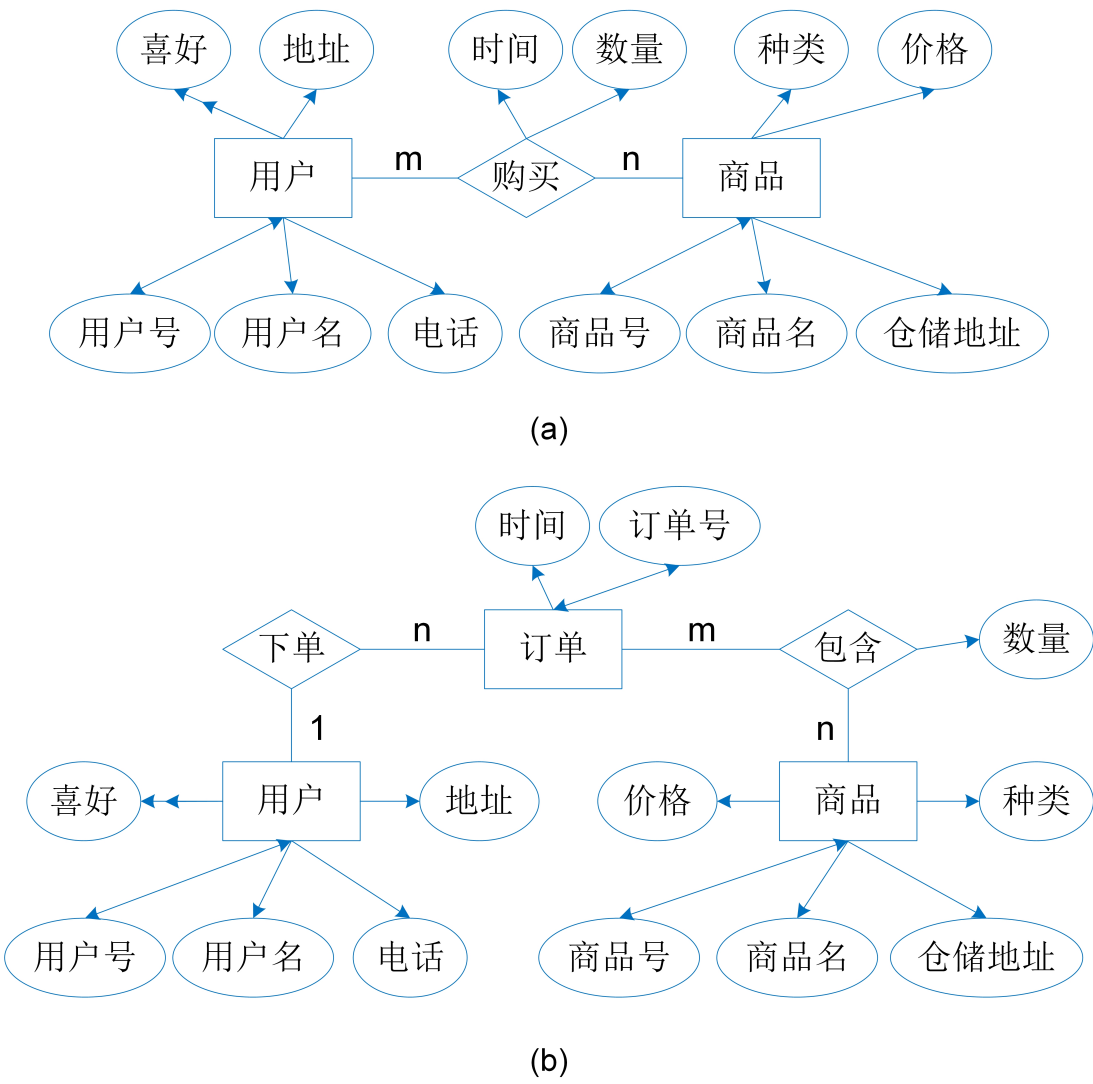 喜好 地址 时间 数量 种类 价格
用户 m 购买 n 商品
用户号 用户名 电话 商品号 商品名 仓储地址
(a)
时间 订单号
下单 n 订单 m 包含 数量
1 n
喜好 用户 地址 价格 商品 种类
用户号 用户名 电话 商品号 商品名 仓储地址
(b)